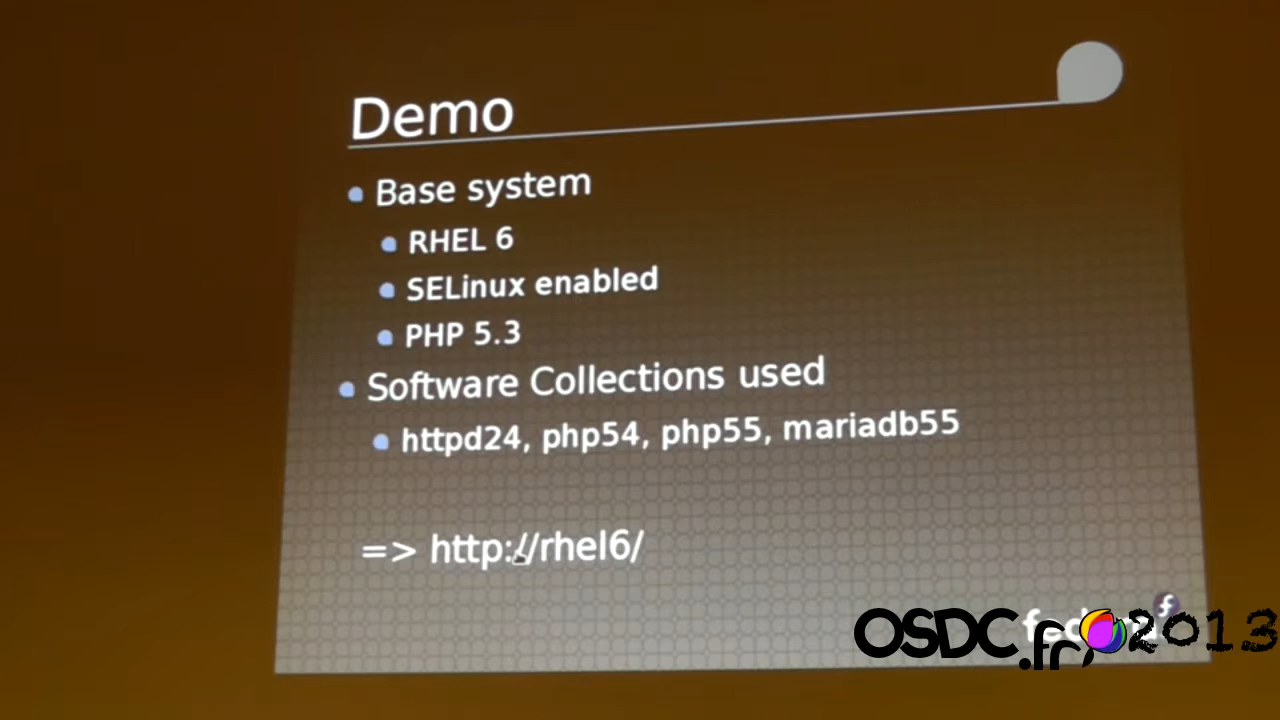 Demo
Base system
RHEL 6
SELinux enabled
PHP 5.3
Software Collections used
httpd24, php54, php55, mariadb55
=> http://rhel6/
OSDC.fr 2013